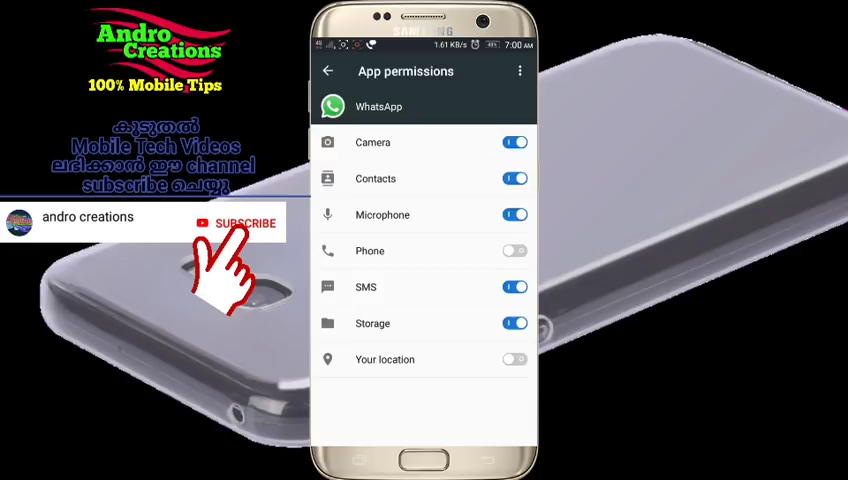 Andro
Creations
100% Mobile Tips
കൂടുതൽ
Mobile Tech Videos
ലഭിക്കാൻ ഈ channel
subscribe ചെയ്യൂ
andro creations
SUBSCRIBE
SAMSUNG
1.61 KB/s
7:00 AM
App permissions
WhatsApp
Camera
Contacts
Microphone
Phone
SMS
Storage
Your location